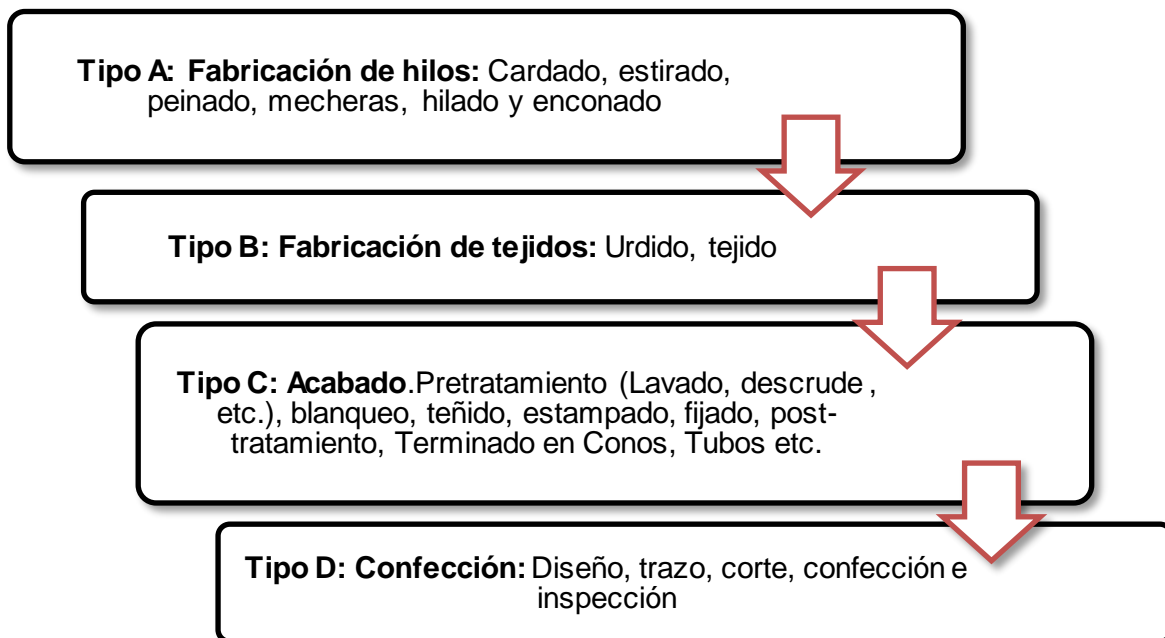 Tipo A: Fabricación de hilos: Cardado, estirado,
peinado, mecheras, hilado y enconado
Tipo B: Fabricación de tejidos: Urdido, tejido
Tipo C: Acabado.Pretratamiento (Lavado, descrude ,
etc.), blanqueo, teñido, estampado, fijado, post-
tratamiento, Terminado en Conos, Tubos etc.
Tipo D: Confección: Diseño, trazo, corte, confección e
inspección